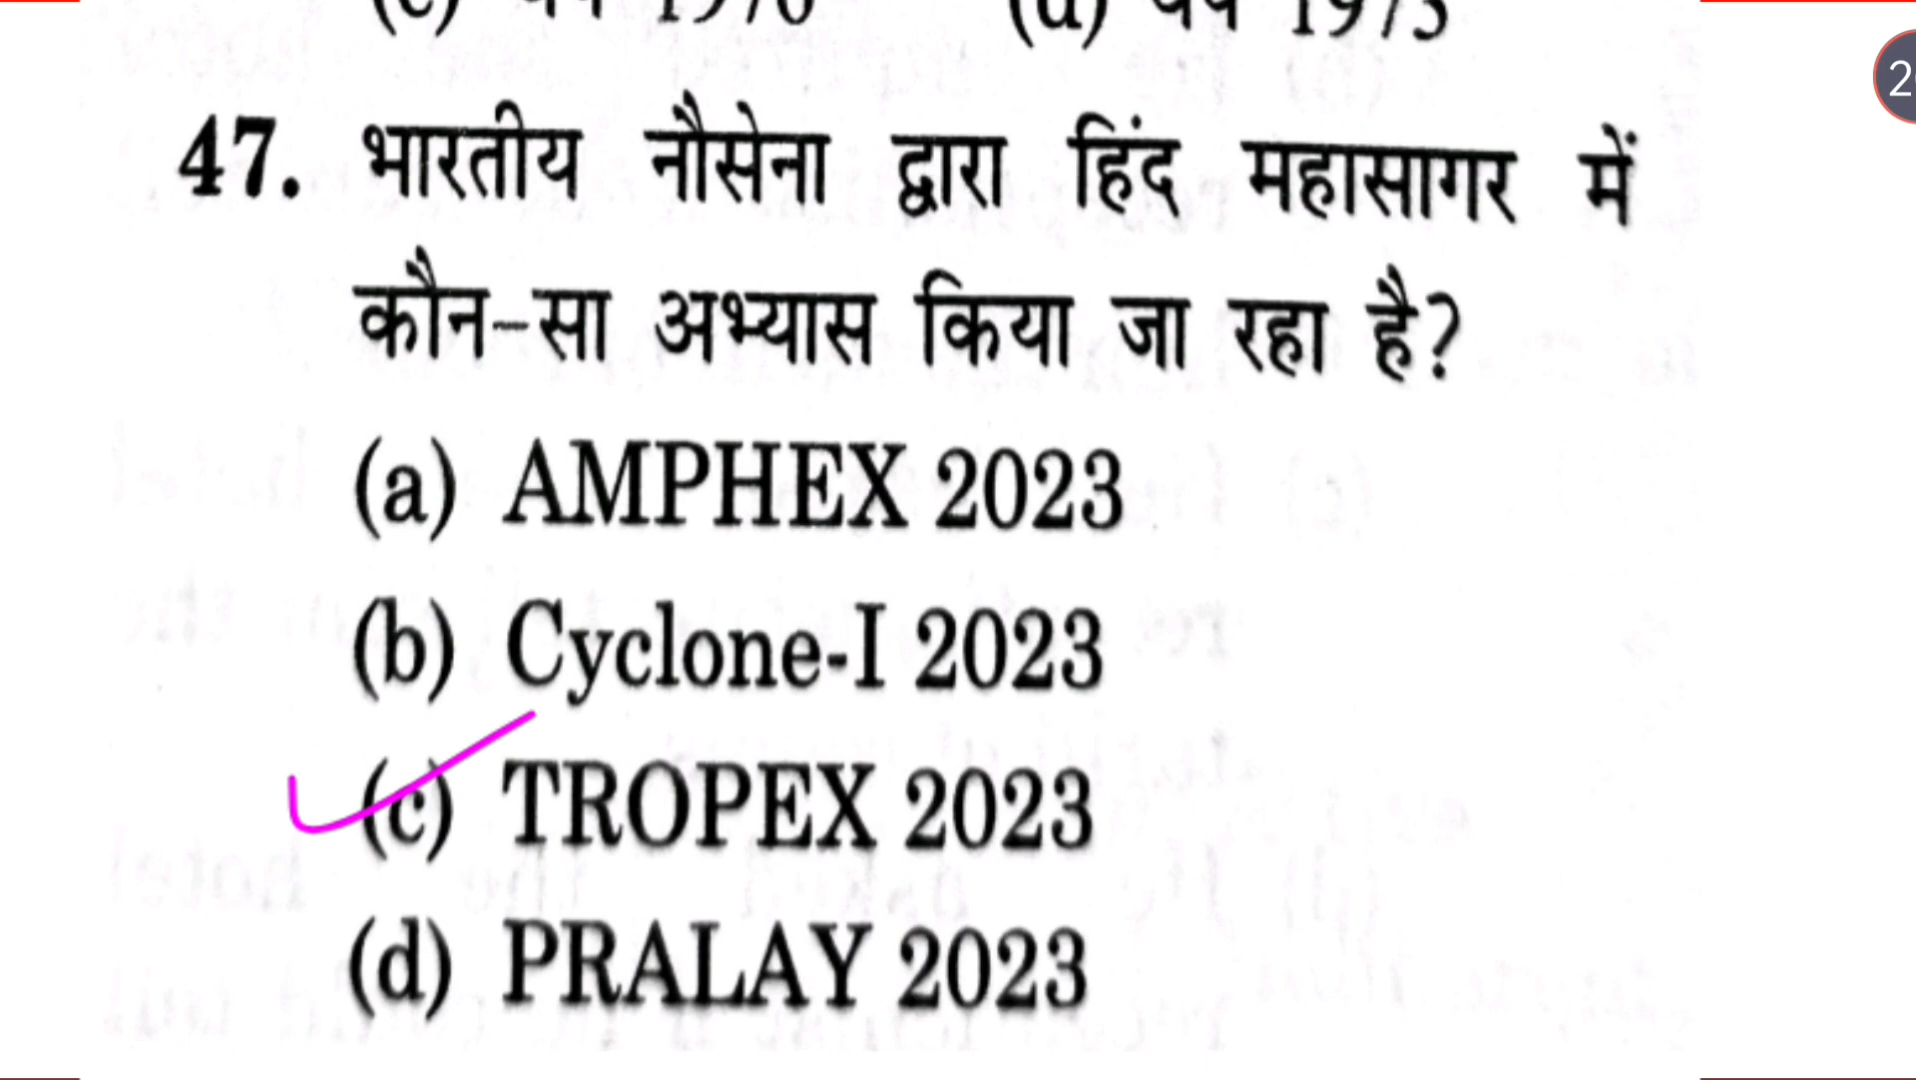 47. भारतीय नौसेना द्वारा हिंद महासागर में
कौन-सा अभ्यास किया जा रहा है?
(a) AMPHEX 2023
(b) Cyclone-I 2023
(c) TROPEX 2023
(d) PRALAY 2023